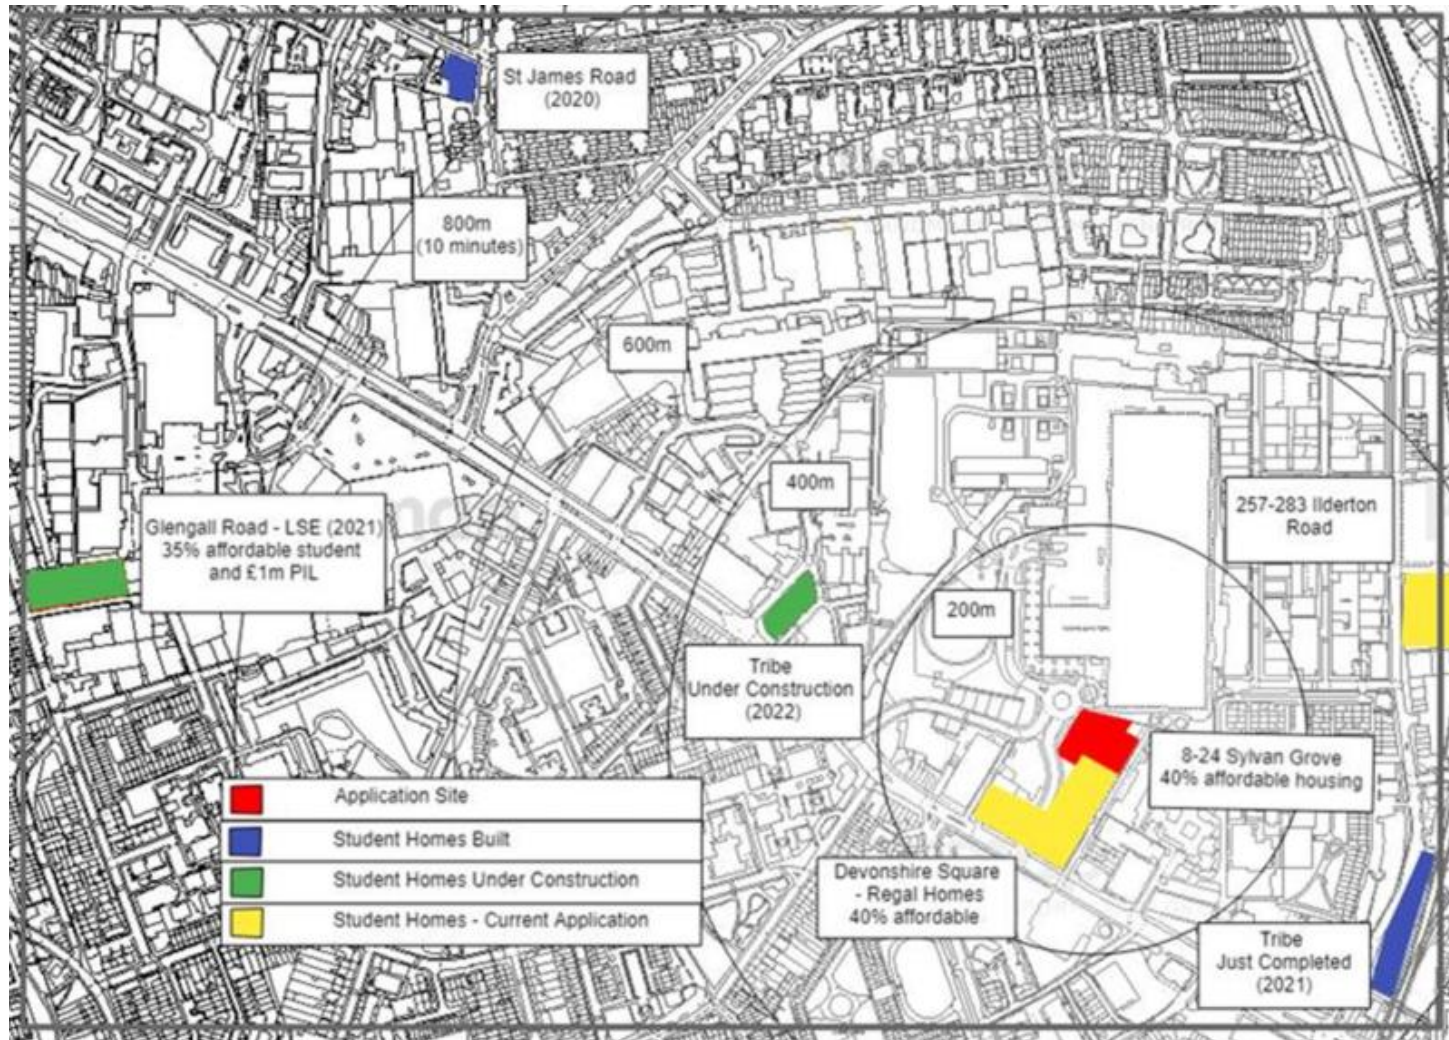 St James Road
(2020)
800m
(10 minutes)
600m
400m
257-283 Ilderton
Road
Glengall Road - LSE (2021)
35% affordable student
and £1m PIL
200m
Tribe
Under Construction
(2022)
8-24 Sylvan Grove
40% affordable housing
Application Site
Student Homes Built
Student Homes Under Construction
Student Homes - Current Application
Devonshire Square
- Regal Homes
40% affordable
Tribe
Just Completed
(2021)